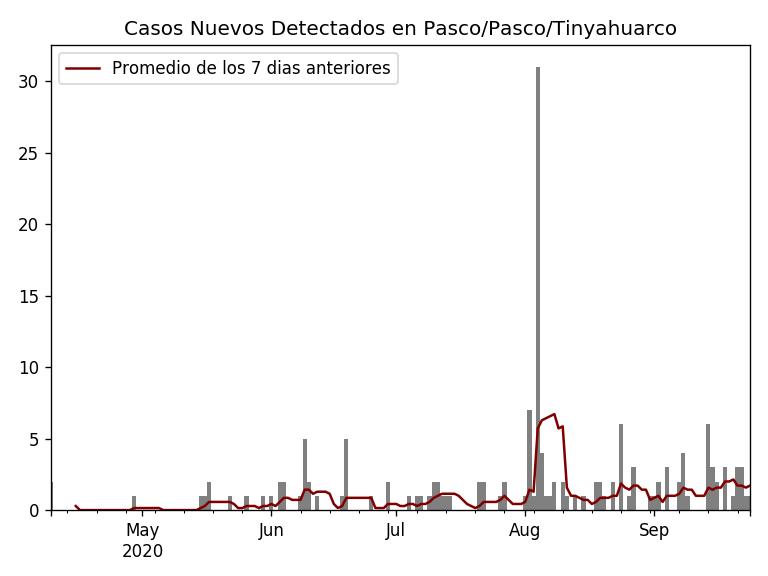 Casos Nuevos Detectados en Pasco/Pasco/Tinyahuarco
Promedio de los 7 dias anteriores
30
25
20
15
10
5
0
May Jun Jul Aug Sep
2020